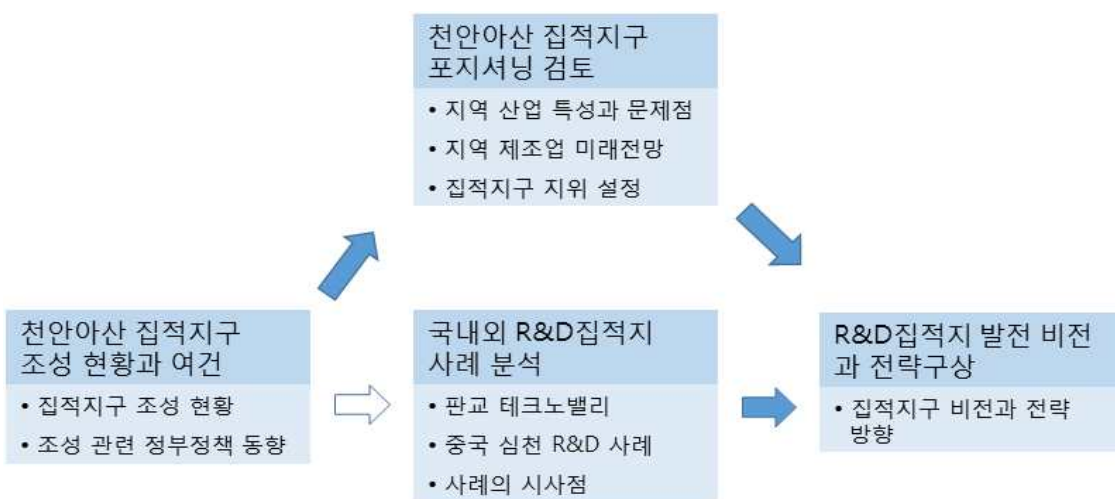 천안아산 집적지구
포지셔닝 검토
• 지역 산업 특성과 문제점
• 지역 제조업 미래전망
• 집적지구 지위 설정
천안아산 집적지구
조성 현황과 여건
• 집적지구 조성 현황
• 조성 관련 정부정책 동향
국내외 R&D집적지
사례 분석
• 판교 테크노밸리
• 중국 심천 R&D 사례
• 사례의 시사점
R&D집적지 발전 비전
과 전략구상
• 집적지구 비전과 전략
방향